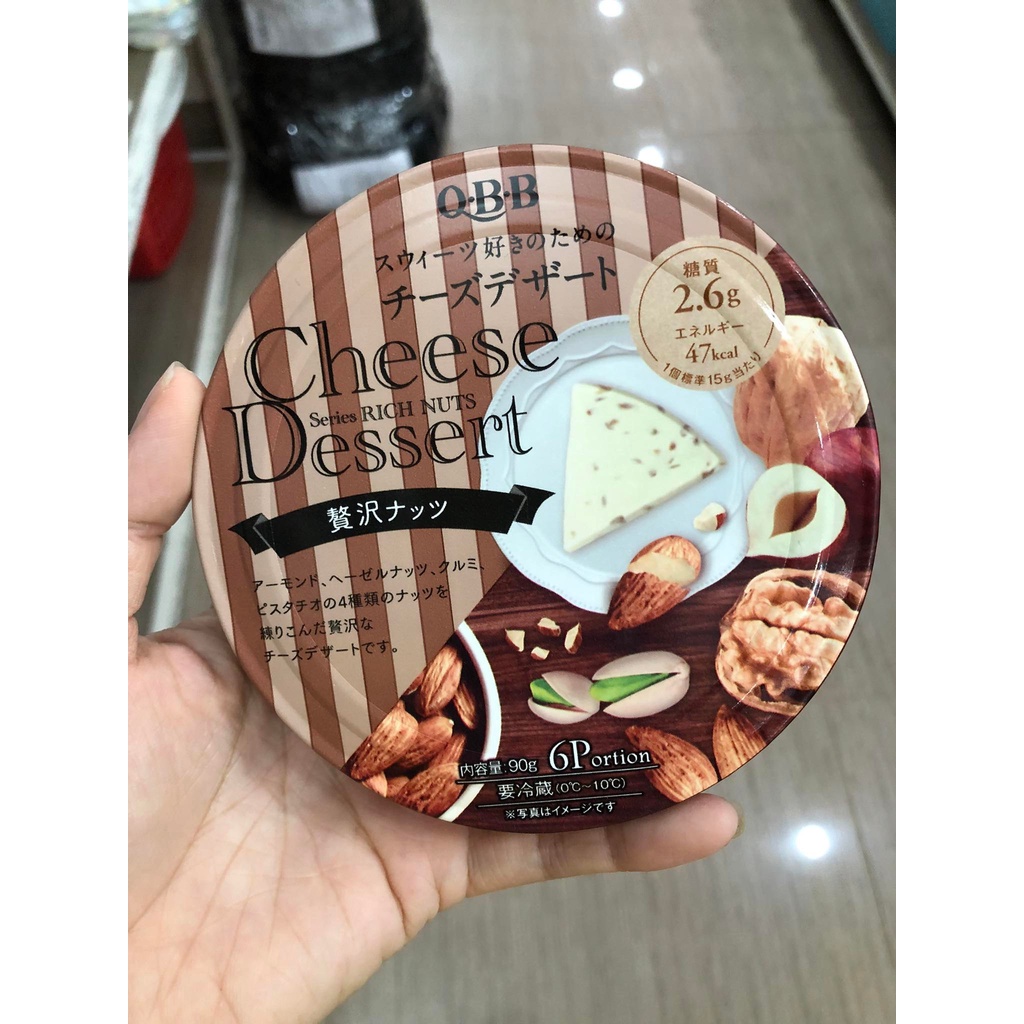 Q・B・B
スウィーツ好きのための
チーズデザート
Cheese
Series RICH NUTS
Dessert
贅沢ナッツ
アーモンド、ヘーゼルナッツ、クルミ、
ピスタチオの4種類のナッツを
練りこんだ贅沢な
チーズデザートです。
糖質
2.6g
エネルギー
47kcal
1個標準15g当たり
内容量:90g 6Portion
要冷蔵(0℃～10℃)
※写真はイメージです